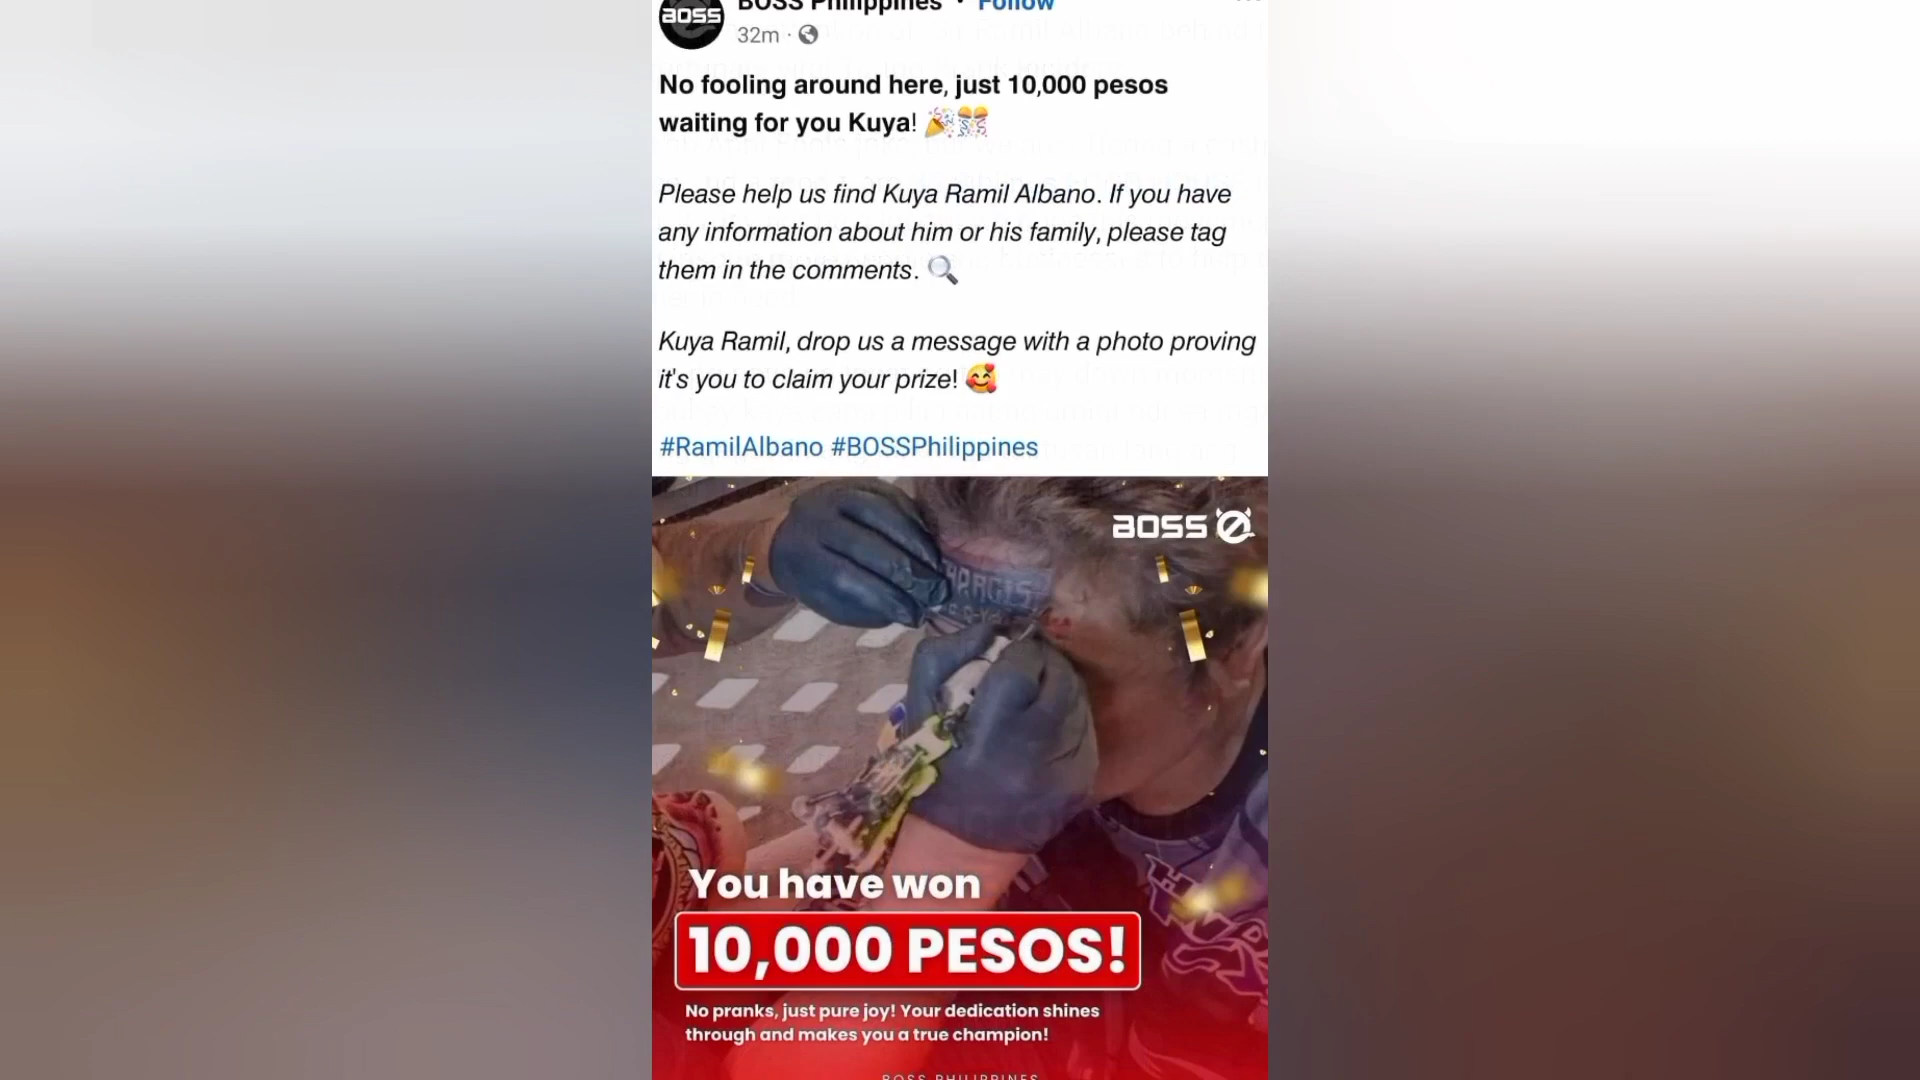 BOSS
BOSS Philippines · Follow
32m ·
No fooling around here, just 10,000 pesos
waiting for you Kuya! 🎉🎊
Please help us find Kuya Ramil Albano. If you have
any information about him or his family, please tag
them in the comments. 🔍
Kuya Ramil, drop us a message with a photo proving
it's you to claim your prize! 🥰
#RamilAlbano #BOSSPhilippines
BOSS
You have won
10,000 PESOS!
No pranks, just pure joy! Your dedication shines
through and makes you a true champion!
BOSS PHILIPPINES